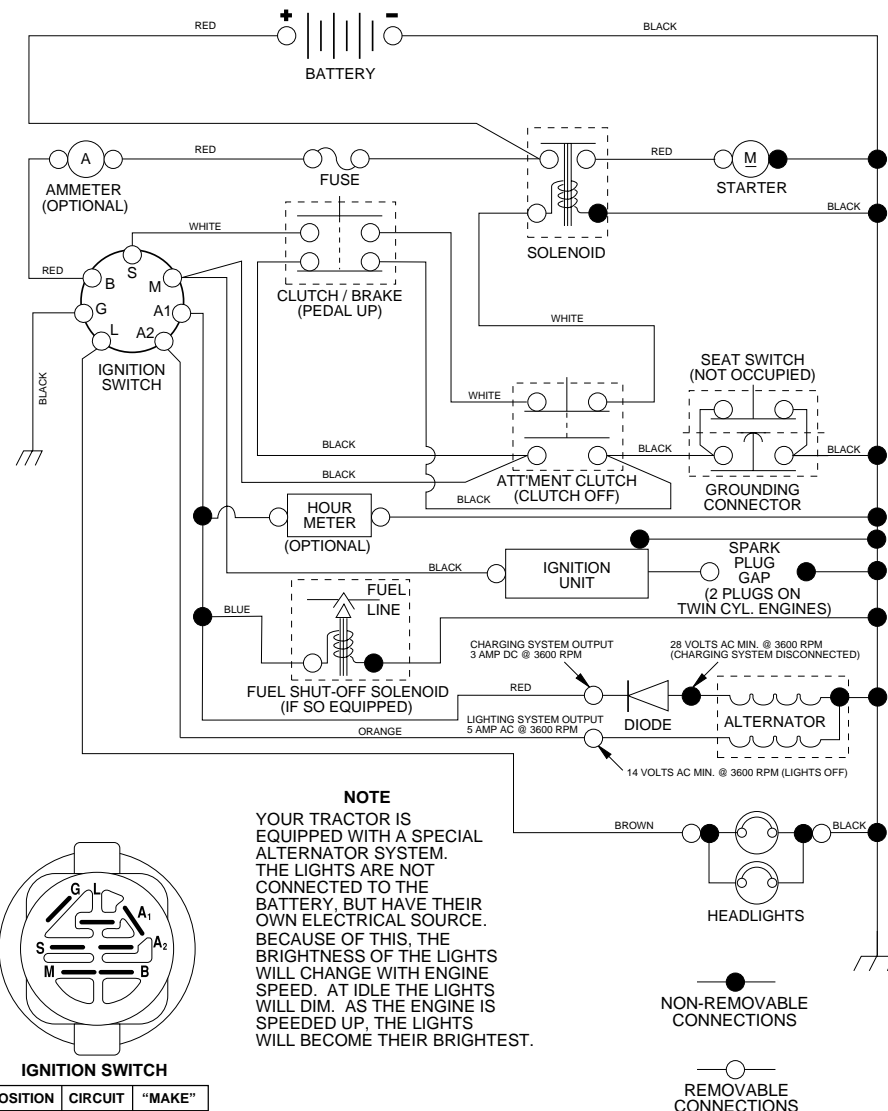 RED
+
-
BLACK
BATTERY
A
RED
FUSE
RED
M
STARTER
AMMETER
(OPTIONAL)
WHITE
BLACK
SOLENOID
RED
S
B
M
G
A1
L
A2
CLUTCH / BRAKE
(PEDAL UP)
WHITE
IGNITION
SWITCH
BLACK
SEAT SWITCH
(NOT OCCUPIED)
WHITE
BLACK
BLACK
BLACK
BLACK
ATT'MENT CLUTCH
(CLUTCH OFF)
BLACK
GROUNDING
CONNECTOR
HOUR
METER
(OPTIONAL)
BLACK
IGNITION
UNIT
SPARK
PLUG
GAP
(2 PLUGS ON
TWIN CYL. ENGINES)
FUEL
LINE
BLUE
FUEL SHUT-OFF SOLENOID
(IF SO EQUIPPED)
CHARGING SYSTEM OUTPUT
3 AMP DC @ 3600 RPM
28 VOLTS AC MIN. @ 3600 RPM
(CHARGING SYSTEM DISCONNECTED)
RED
DIODE
ALTERNATOR
LIGHTING SYSTEM OUTPUT
5 AMP AC @ 3600 RPM
ORANGE
14 VOLTS AC MIN. @ 3600 RPM (LIGHTS OFF)
BROWN
BLACK
HEADLIGHTS
NOTE
YOUR TRACTOR IS
EQUIPPED WITH A SPECIAL
ALTERNATOR SYSTEM.
THE LIGHTS ARE NOT
CONNECTED TO THE
BATTERY, BUT HAVE THEIR
OWN ELECTRICAL SOURCE.
BECAUSE OF THIS, THE
BRIGHTNESS OF THE LIGHTS
WILL CHANGE WITH ENGINE
SPEED. AT IDLE THE LIGHTS
WILL DIM. AS THE ENGINE IS
SPEEDED UP, THE LIGHTS
WILL BECOME THEIR BRIGHTEST.
G L
A1
S
A2
M B
IGNITION SWITCH
OSITION CIRCUIT "MAKE"
NON-REMOVABLE
CONNECTIONS
REMOVABLE
CONNECTIONS